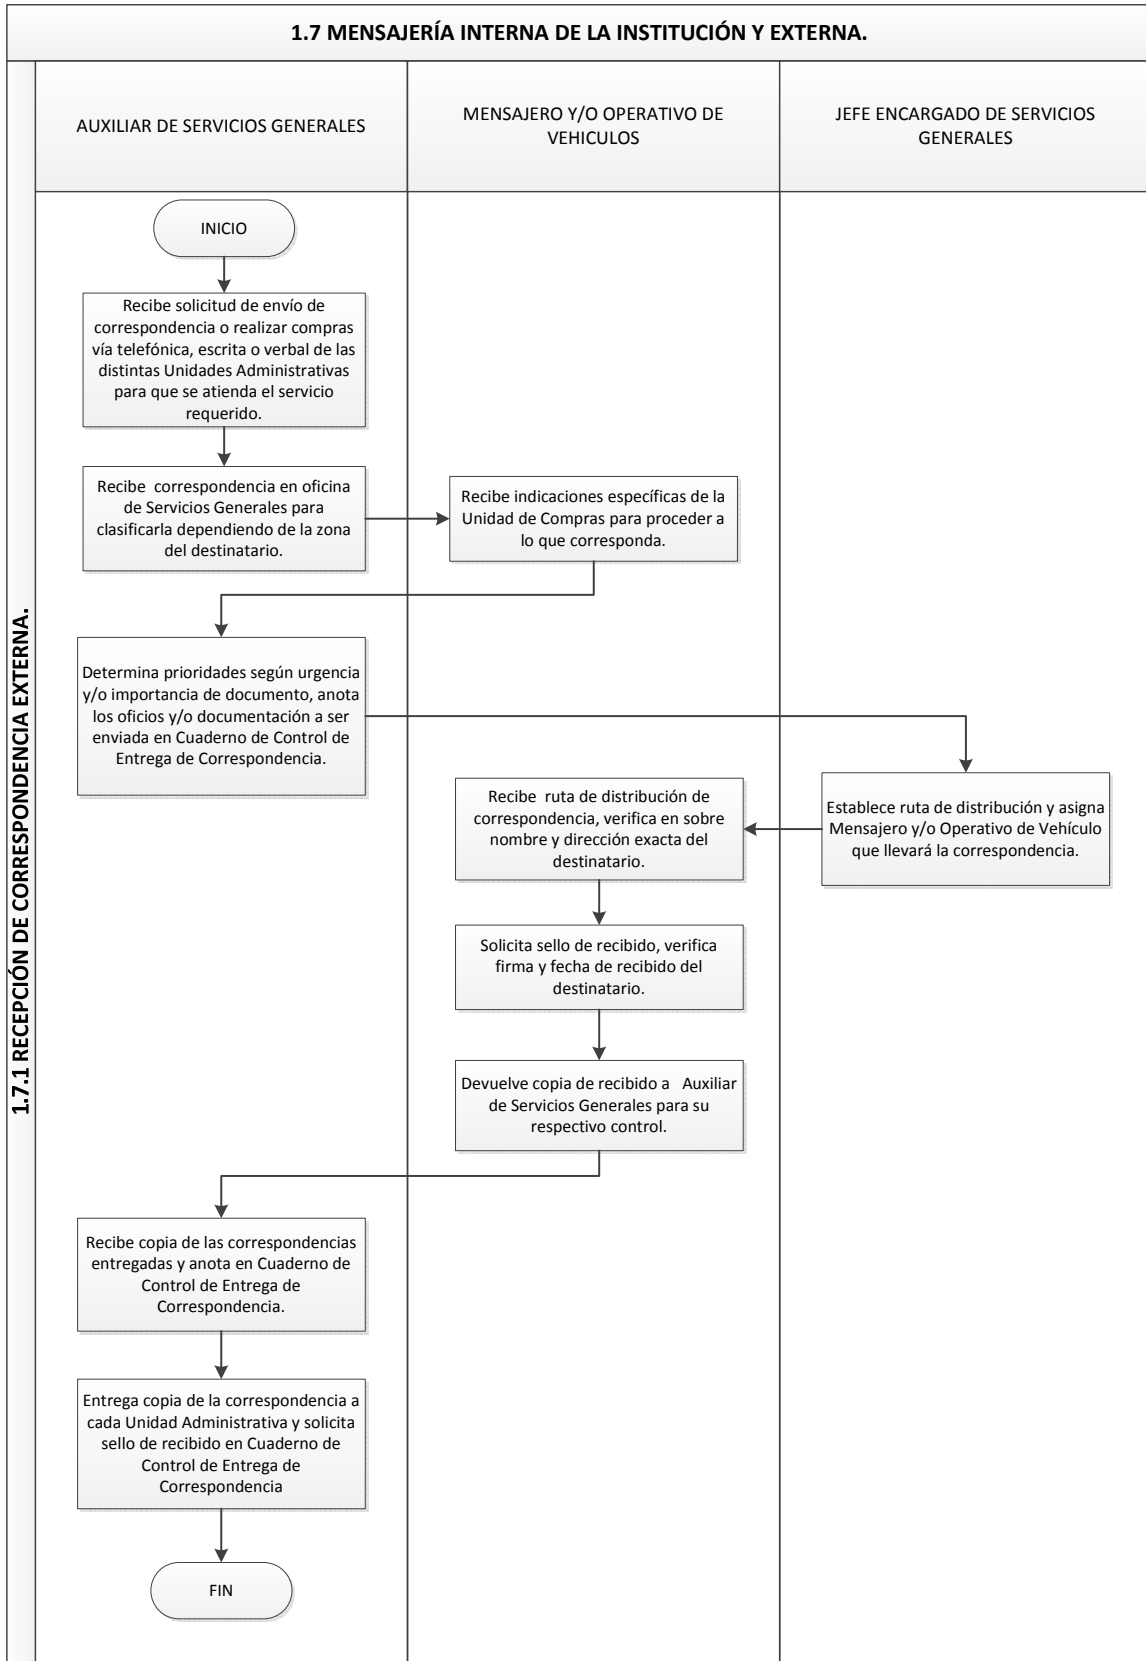 1.7 MENSAJERÍA INTERNA DE LA INSTITUCIÓN Y EXTERNA.
1.7.1 RECEPCIÓN DE CORRESPONDENCIA EXTERNA.
AUXILIAR DE SERVICIOS GENERALES
MENSAJERO Y/O OPERATIVO DE
VEHICULOS
JEFE ENCARGADO DE SERVICIOS
GENERALES
INICIO
Recibe solicitud de envío de
correspondencia o realizar compras
vía telefónica, escrita o verbal de las
distintas Unidades Administrativas
para que se atienda el servicio
requerido.
Recibe correspondencia en oficina
de Servicios Generales para
clasificarla dependiendo de la zona
del destinatario.
Recibe indicaciones específicas de la
Unidad de Compras para proceder a
lo que corresponda.
Determina prioridades según urgencia
y/o importancia de documento, anota
los oficios y/o documentación a ser
enviada en Cuaderno de Control de
Entrega de Correspondencia.
Establece ruta de distribución y asigna
Mensajero y/o Operativo de Vehículo
que llevará la correspondencia.
Recibe ruta de distribución de
correspondencia, verifica en sobre
nombre y dirección exacta del
destinatario.
Solicita sello de recibido, verifica
firma y fecha de recibido del
destinatario.
Devuelve copia de recibido a Auxiliar
de Servicios Generales para su
respectivo control.
Recibe copia de las correspondencias
entregadas y anota en Cuaderno de
Control de Entrega de
Correspondencia.
Entrega copia de la correspondencia a
cada Unidad Administrativa y solicita
sello de recibido en Cuaderno de
Control de Entrega de
Correspondencia
FIN